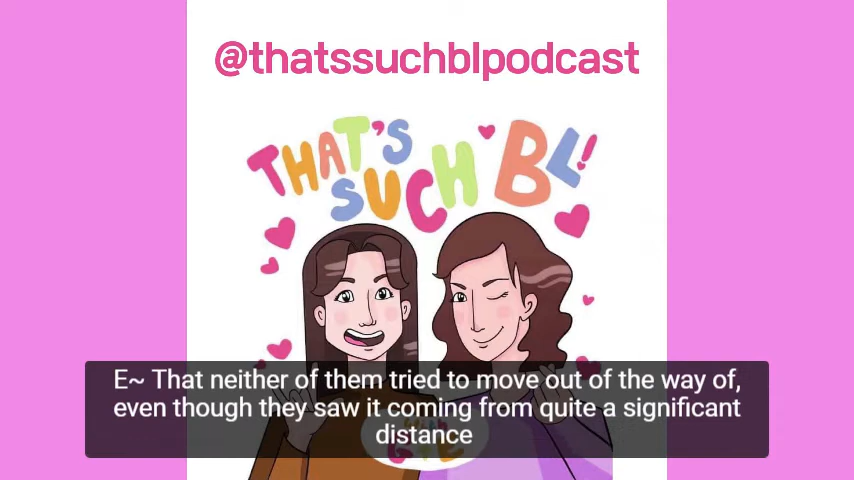 @thatssuchblpodcast
THAT'S
SUCH BL!
E~ That neither of them tried to move out of the way of,
even though they saw it coming from quite a significant
distance